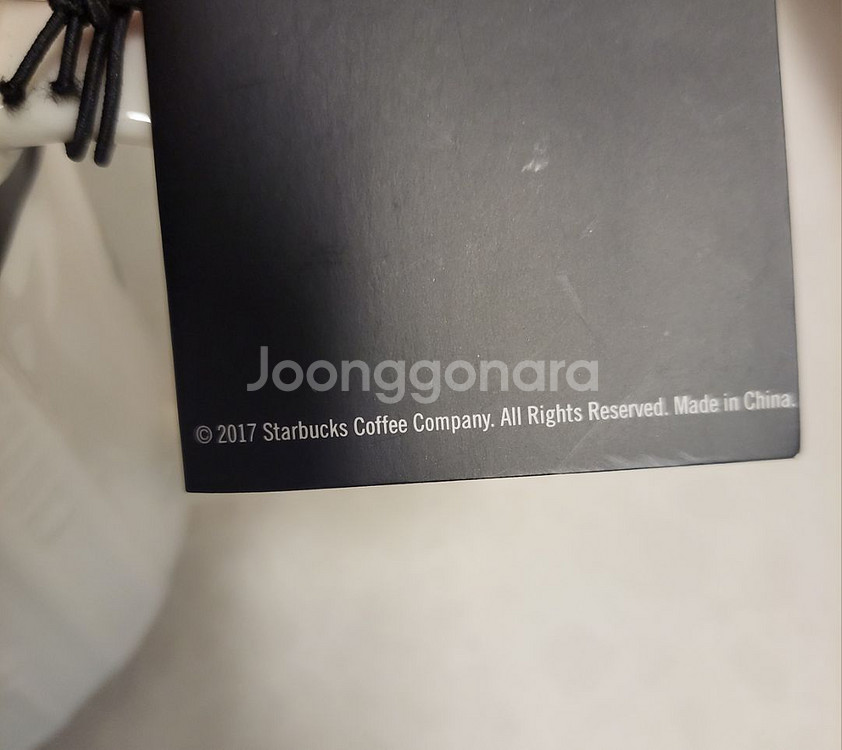 Joonggonara
© 2017 Starbucks Coffee Company. All Rights Reserved. Made in China.